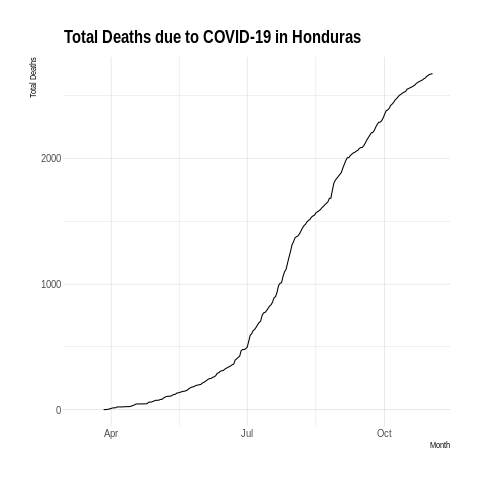 Total Deaths due to COVID-19 in Honduras
Total Deaths
2000
1000
0
Apr Jul Oct
Month